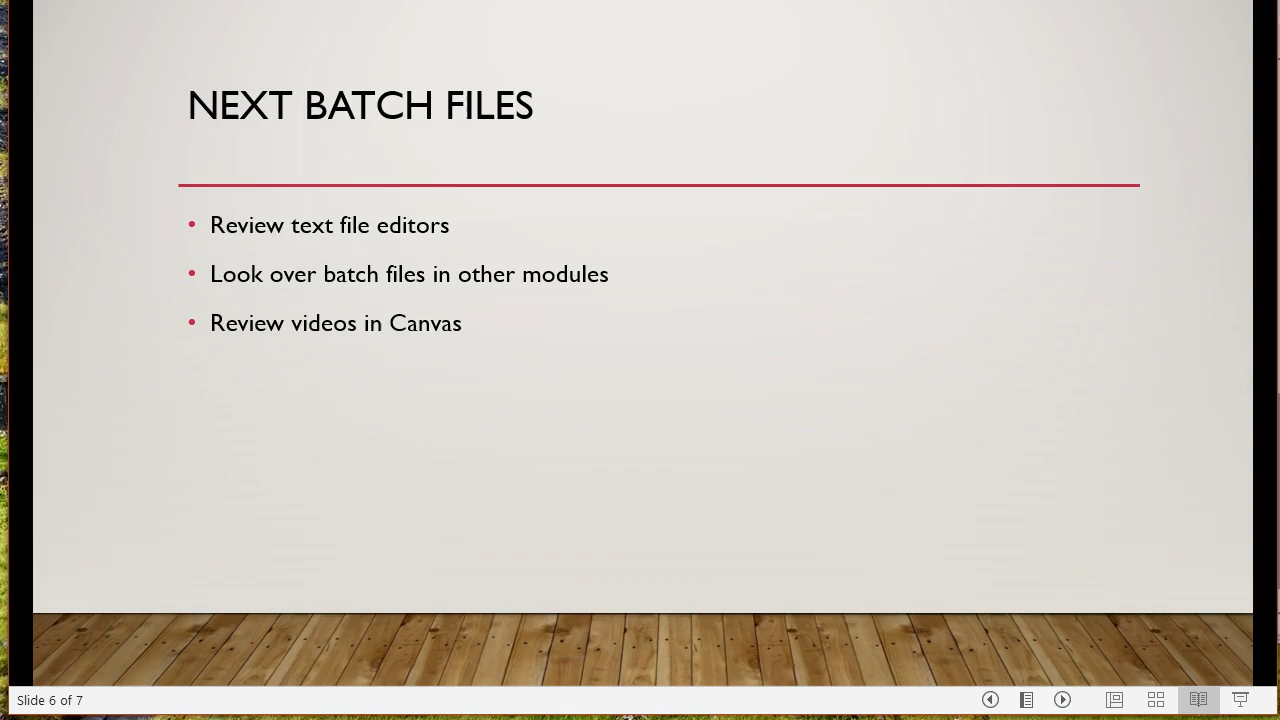 NEXT BATCH FILES
• Review text file editors
• Look over batch files in other modules
• Review videos in Canvas
Slide 6 of 7